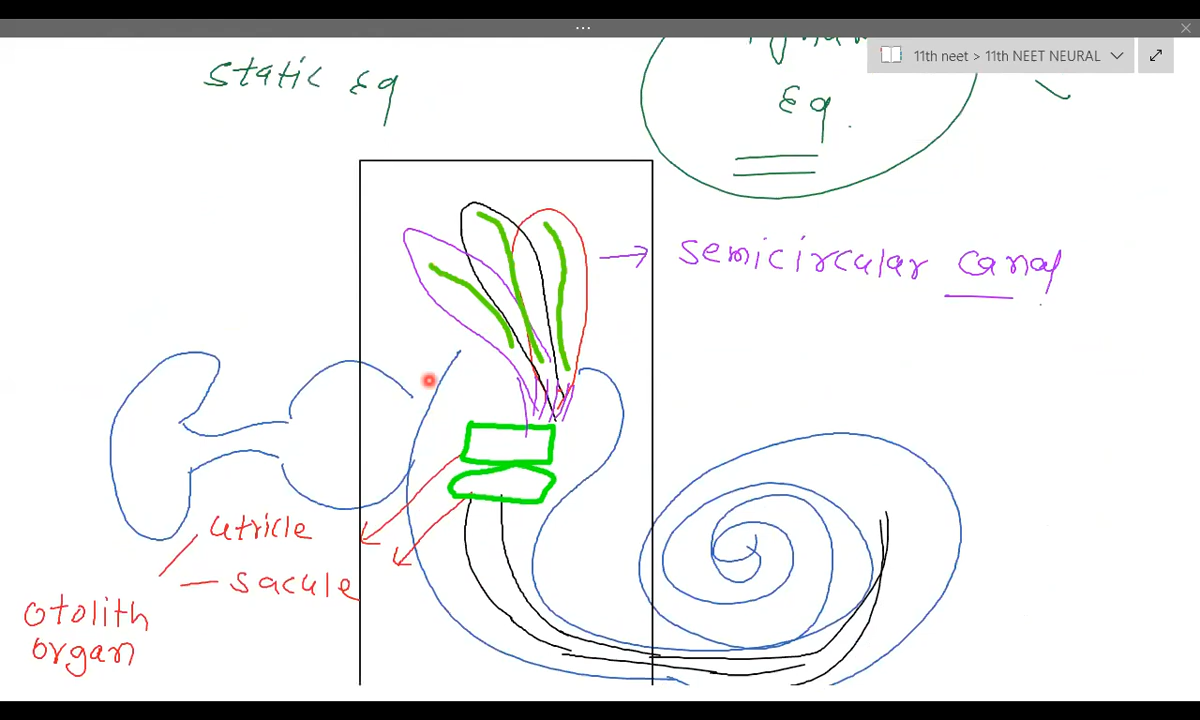 11th neet > 11th NEET NEURAL
static Eq
Eq
semicircular canal
utricle
sacule
otolith
organ